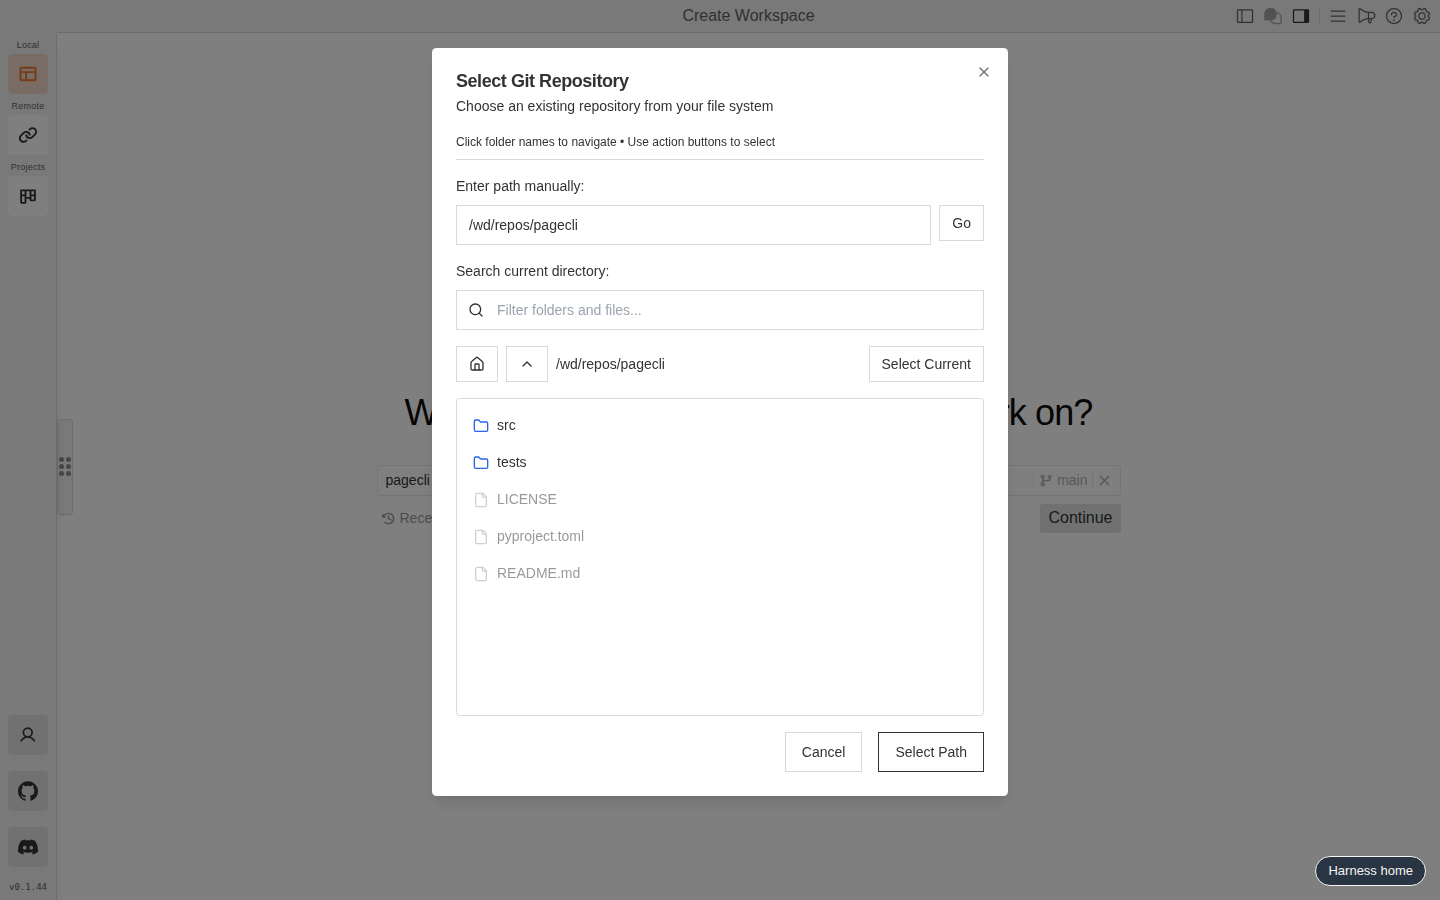 Create Workspace
Local
Remote
Projects
Select Git Repository
Choose an existing repository from your file system
Click folder names to navigate • Use action buttons to select
Enter path manually:
/wd/repos/pagecli
Go
Search current directory:
Filter folders and files...
/wd/repos/pagecli
Select Current
src
tests
LICENSE
pyproject.toml
README.md
Cancel
Select Path
W
rk on?
pagecli
main
Rece
Continue
v0.1.44
Harness home